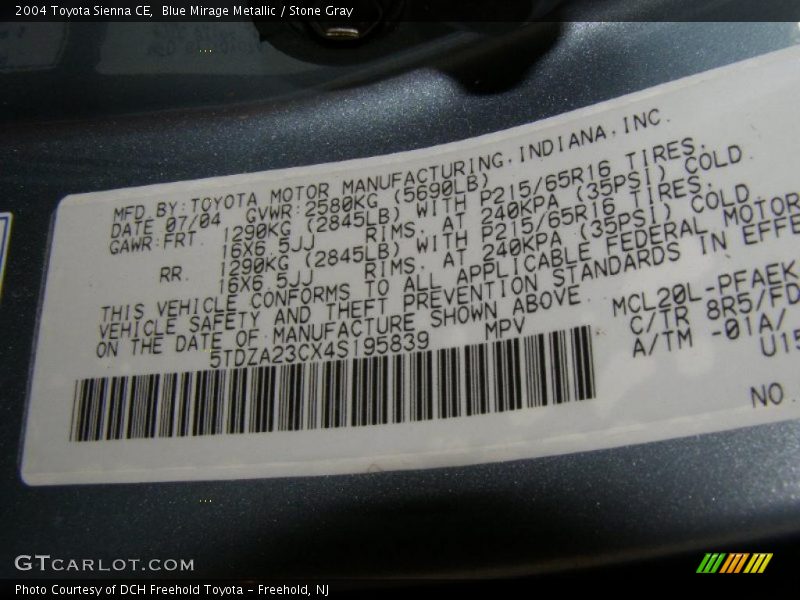 2004 Toyota Sienna CE,  Blue Mirage Metallic / Stone Gray
MFD.BY:TOYOTA MOTOR MANUFACTURING,INDIANA,INC.
DATE 07/04  GVWR:2580KG (5690LB)
GAWR:FRT  1290KG (2845LB) WITH P215/65R16 TIRES,
16X6.5JJ  RIMS, AT 240KPA (35PSI) COLD
RR.  1290KG (2845LB) WITH P215/65R16 TIRES,
16X6.5JJ  RIMS, AT 240KPA (35PSI) COLD
THIS VEHICLE CONFORMS TO ALL APPLICABLE FEDERAL MOTOR
VEHICLE SAFETY AND THEFT PREVENTION STANDARDS IN EFFE
ON THE DATE OF MANUFACTURE SHOWN ABOVE
5TDZA23CX4S195839  MPV
MCL20L-PFAEK
C/TR 8R5/FD
A/TM -01A/
U15
NO.
GTCARLOT.COM
Photo Courtesy of DCH Freehold Toyota - Freehold, NJ